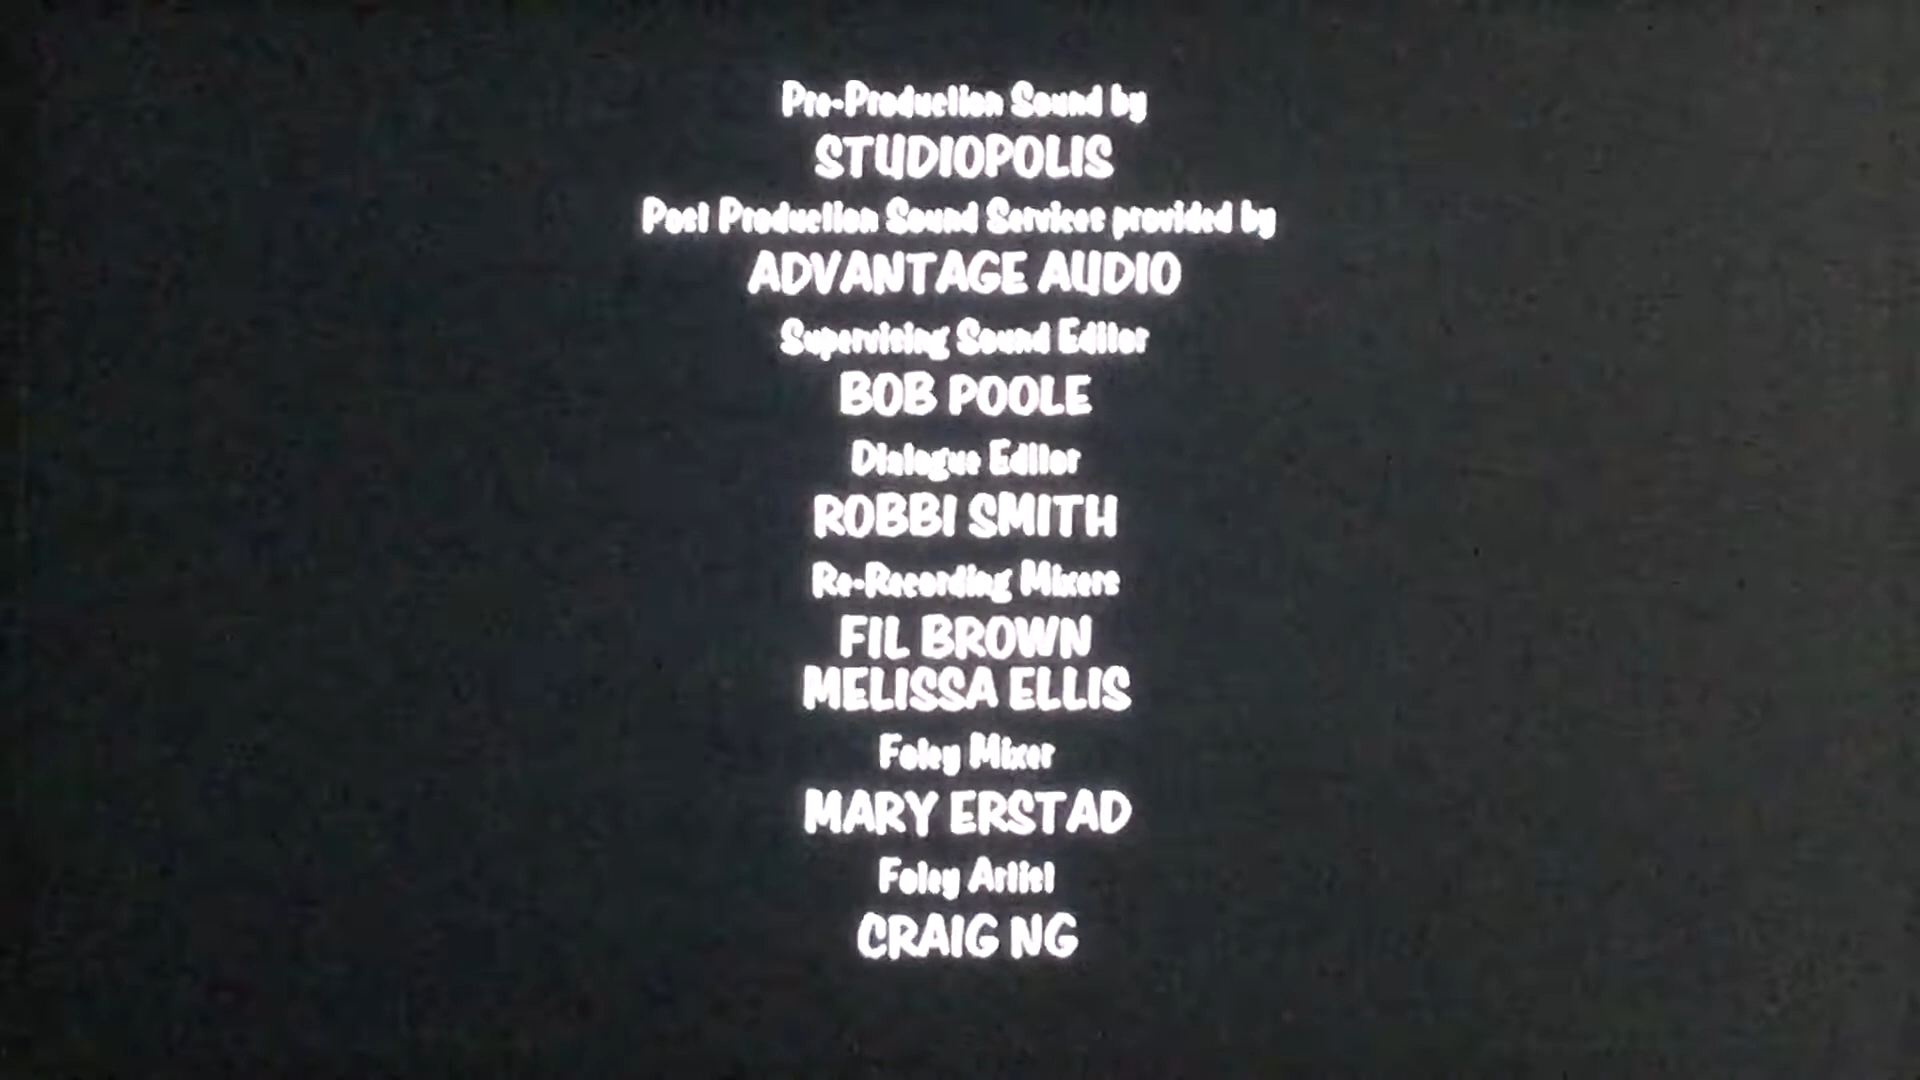 Pre-Production Sound by
STUDIOPOLIS
Post Production Sound Services provided by
ADVANTAGE AUDIO
Supervising Sound Editor
BOB POOLE
Dialogue Editor
ROBBI SMITH
Re-Recording Mixers
FIL BROWN
MELISSA ELLIS
Foley Mixer
MARY ERSTAD
Foley Artist
CRAIG NG